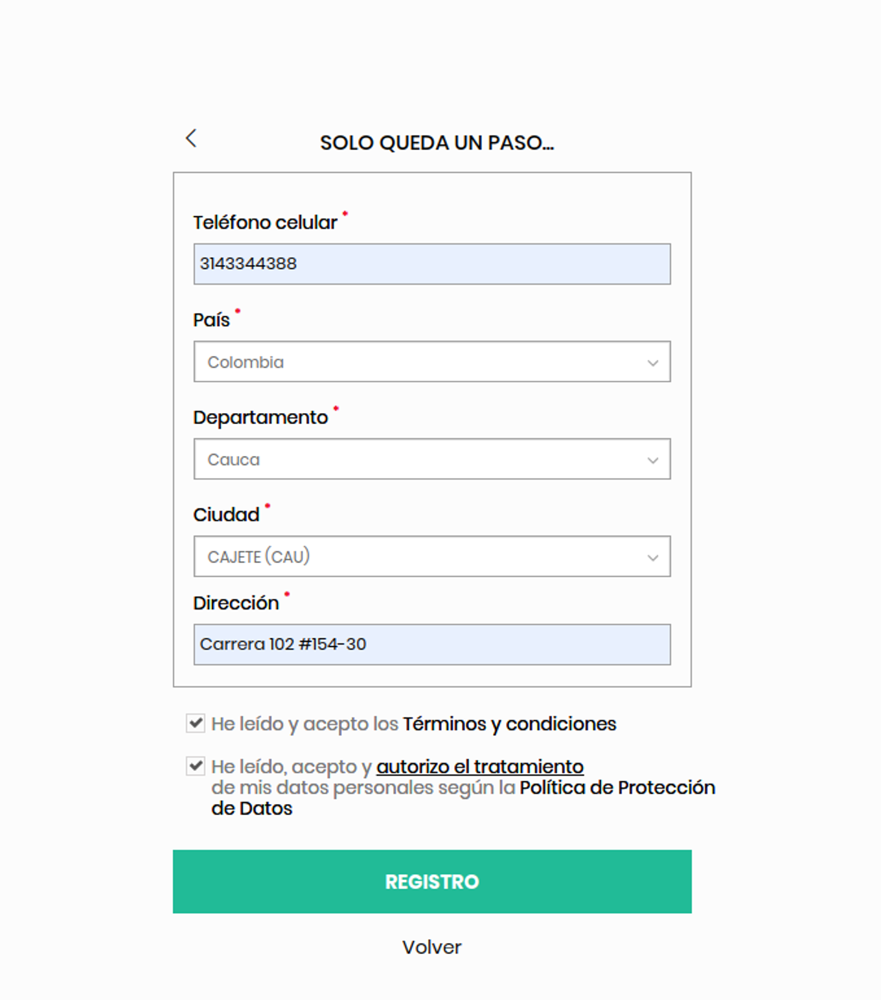 SOLO QUEDA UN PASO...
Teléfono celular *
3143344388
País *
Colombia
Departamento *
Cauca
Ciudad *
CAJETE (CAU)
Dirección *
Carrera 102 #154-30
He leído y acepto los Términos y condiciones
He leído, acepto y autorizo el tratamiento
de mis datos personales según la Política de Protección
de Datos
REGISTRO
Volver